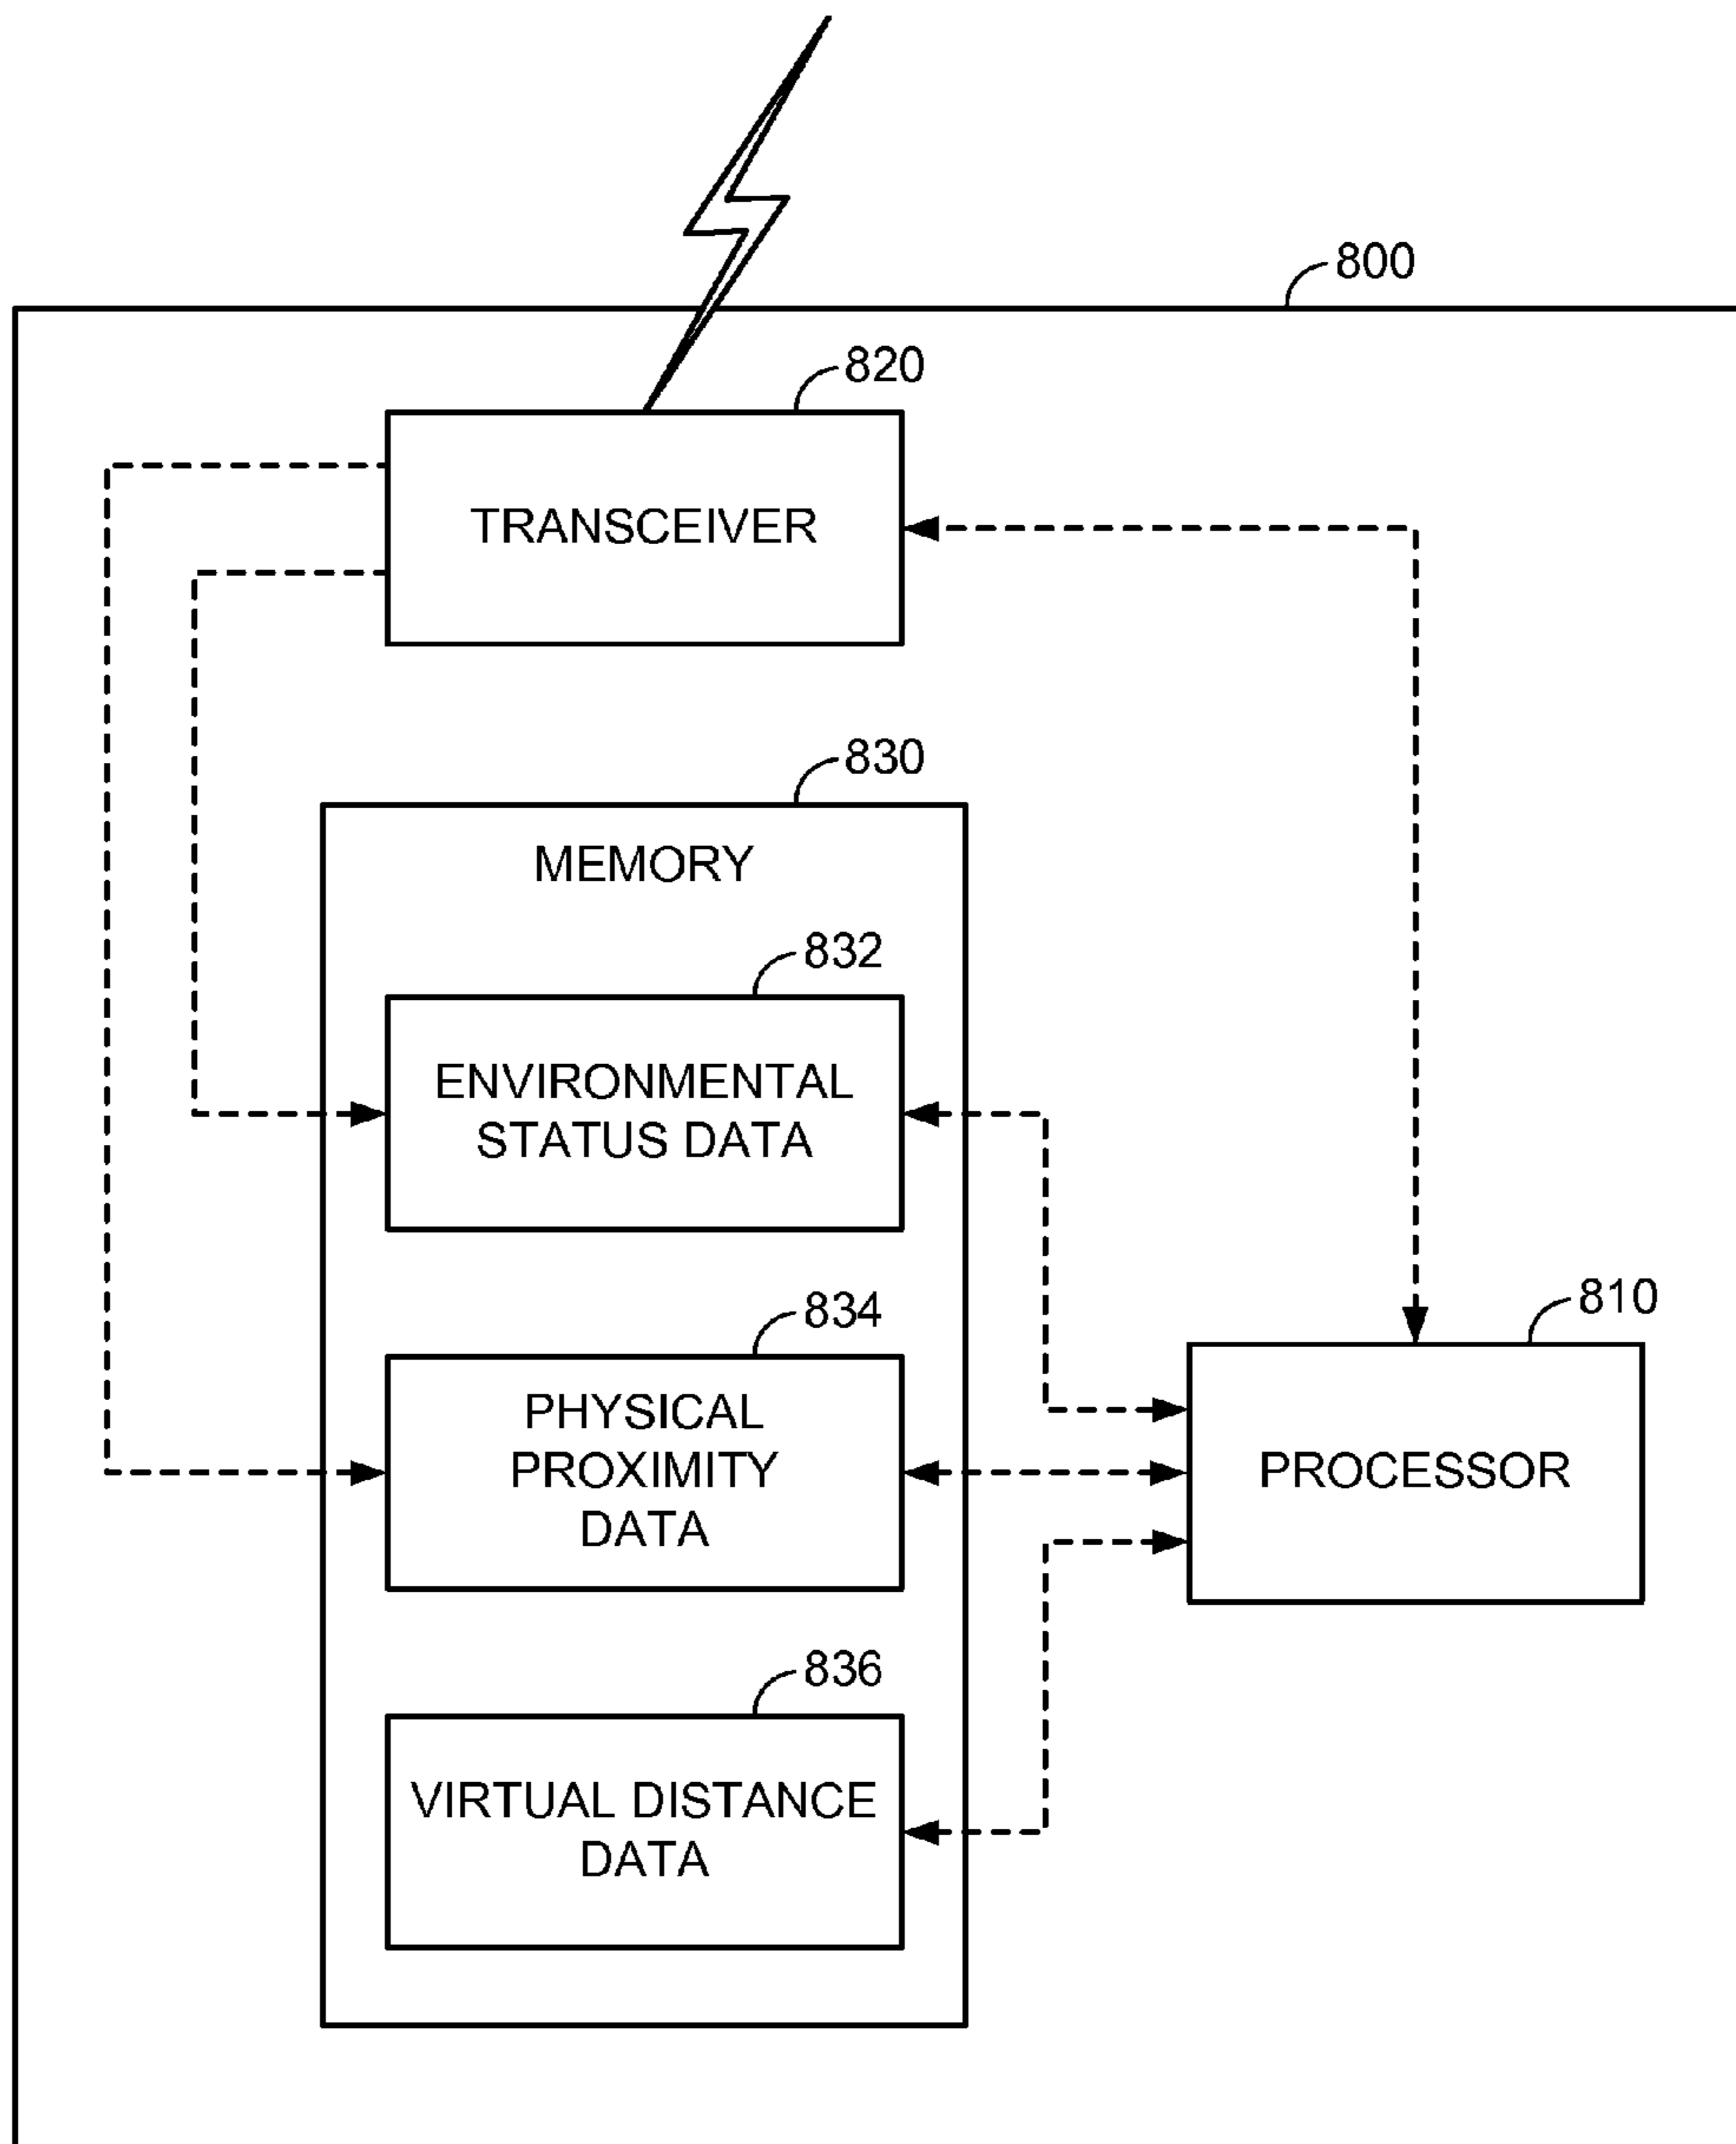 800
820
TRANSCEIVER
830
MEMORY
832
ENVIRONMENTAL
STATUS DATA
834
PHYSICAL
PROXIMITY
DATA
810
PROCESSOR
836
VIRTUAL DISTANCE
DATA